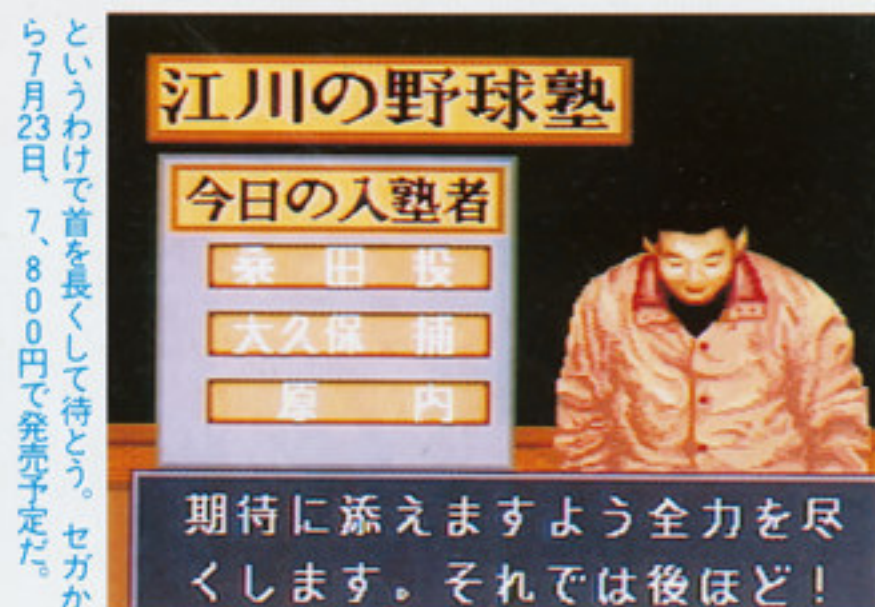 というわけで首を長くして待とう。セガか
ら7月23日、7、800円で発売予定だ。
江川の野球塾
今日の入塾者
桑田 投
大久保 捕
原 内
期待に添えますよう全力を尽
くします。それでは後ほど!